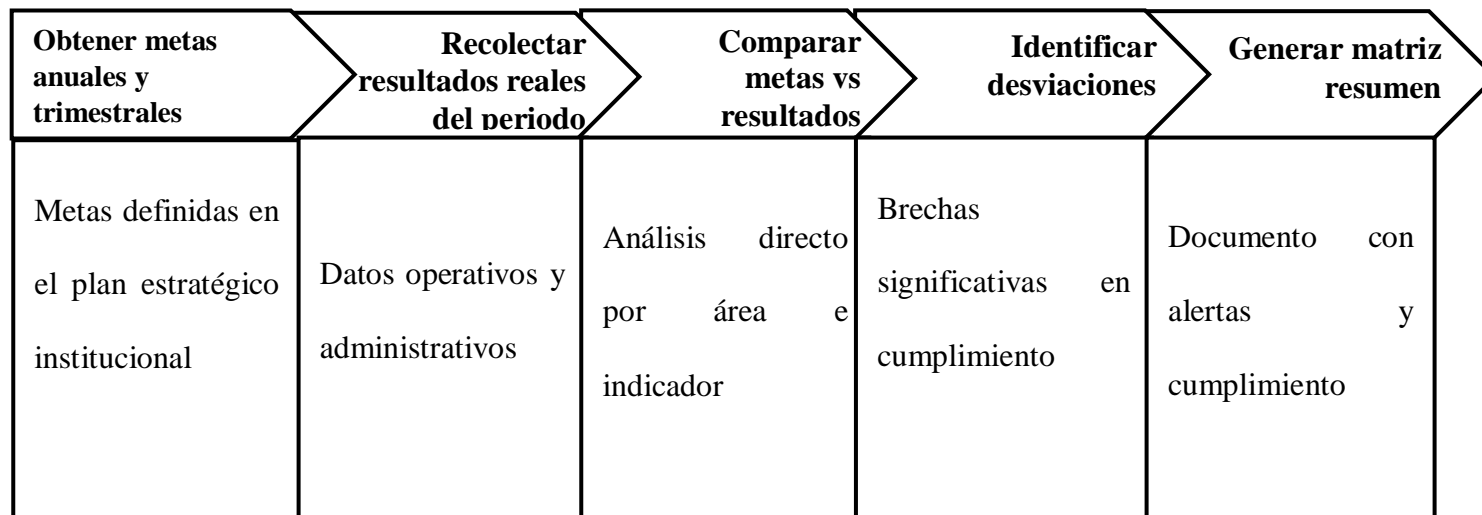 Obtener metas
anuales y
trimestrales
Recolectar
resultados reales
del periodo
Comparar
metas vs
resultados
Identificar
desviaciones
Generar matriz
resumen
Metas definidas en
el plan estratégico
institucional
Datos operativos y
administrativos
Análisis directo
por área e
indicador
Brechas
significativas en
cumplimiento
Documento con
alertas y
cumplimiento